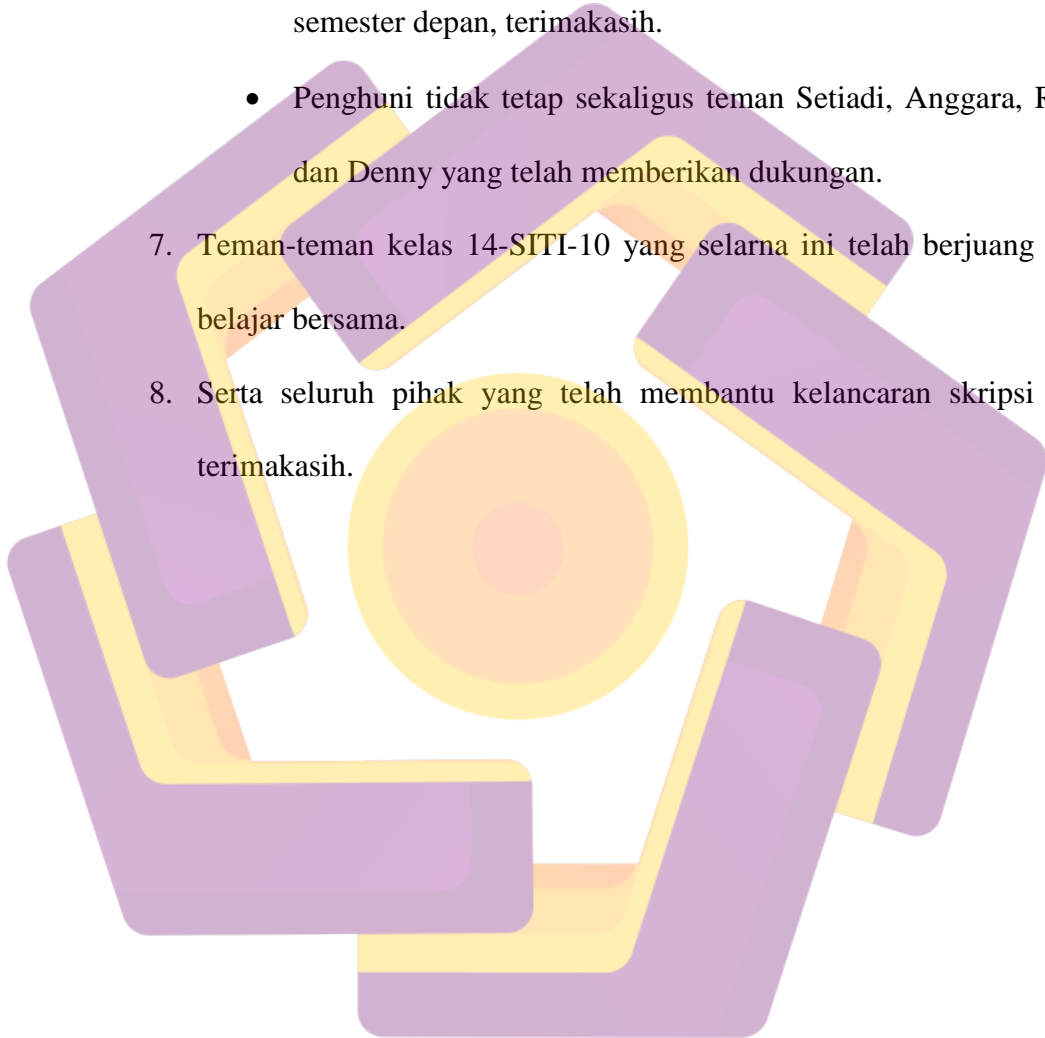 semester depan, terimakasih.
• Penghuni tidak tetap sekaligus teman Setiadi, Anggara,
dan Denny yang telah memberikan dukungan.
7. Teman-teman kelas 14-SITI-10 yang selarna ini telah berjuang
belajar bersama.
8. Serta seluruh pihak yang telah membantu kelancaran skripsi
terimakasih.